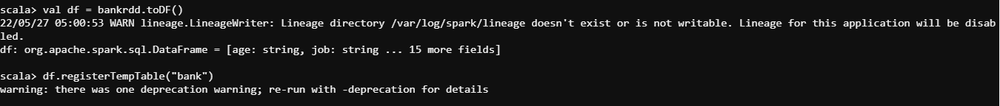 scala> val df = bankrdd.toDF()
22/05/27 05:00:53 WARN lineage.LineageWriter: Lineage directory /var/log/spark/lineage doesn't exist or is not writable. Lineage for this application will be disab
led.
df: org.apache.spark.sql.DataFrame = [age: string, job: string ... 15 more fields]
scala> df.registerTempTable("bank")
warning: there was one deprecation warning; re-run with -deprecation for details